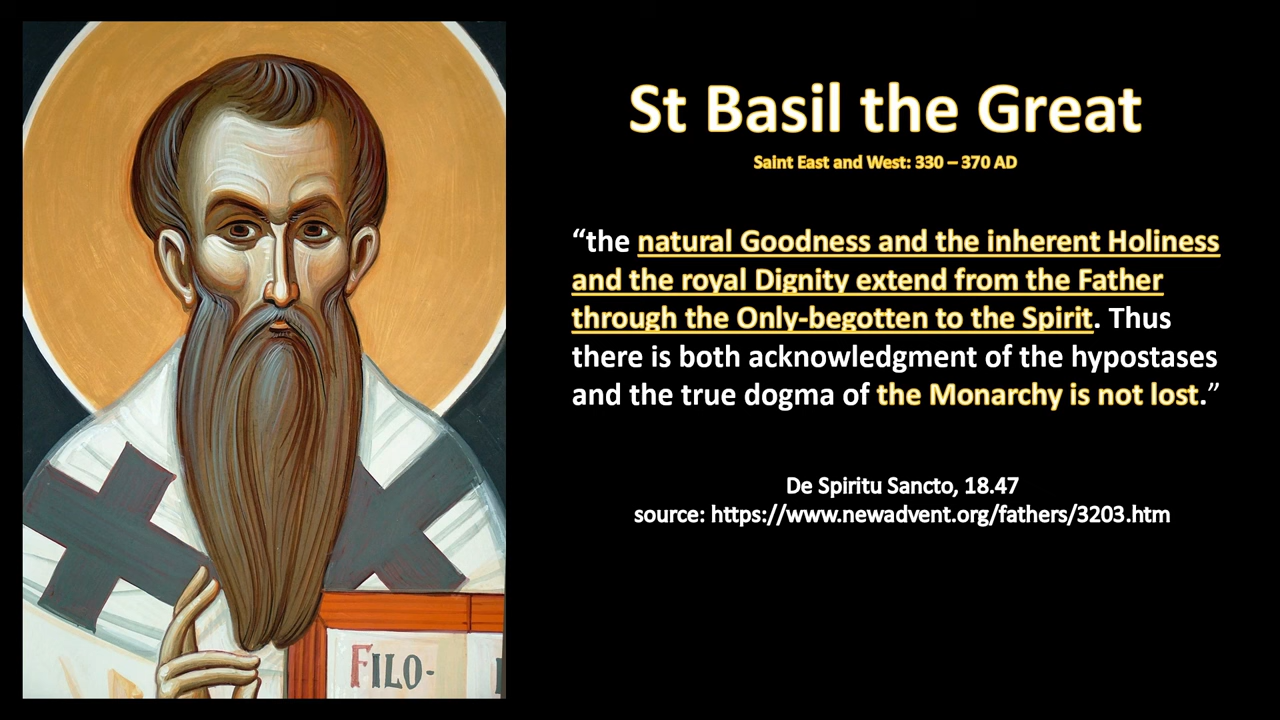 St Basil the Great
Saint East and West: 330 – 370 AD
“the natural Goodness and the inherent Holiness
and the royal Dignity extend from the Father
through the Only-begotten to the Spirit. Thus
there is both acknowledgment of the hypostases
and the true dogma of the Monarchy is not lost.”
De Spiritu Sancto, 18.47
source: https://www.newadvent.org/fathers/3203.htm
FILO-